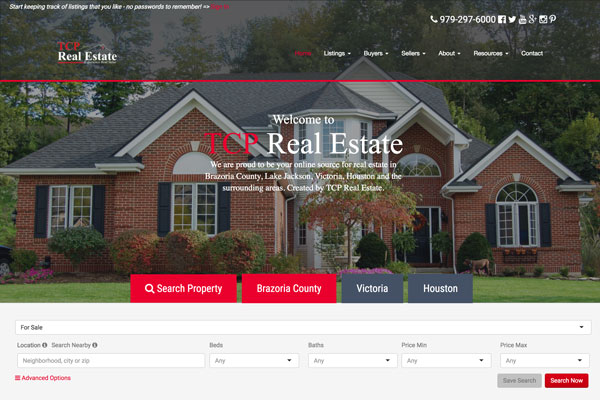 Start keeping track of listings that you like - no passwords to remember! =>
979-297-6000
TCP
Real Estate
Home Listings Buyers Sellers About Resources Contact
Welcome to
TCP Real Estate
We are proud to be your online source for real estate in
Brazoria County, Lake Jackson, Victoria, Houston and the
surrounding areas. Created by TCP Real Estate.
Search Property Brazoria County Victoria Houston
For Sale
Location Search Nearby Beds Baths Price Min Price Max
Neighborhood, city or zip Any Any Any Any
Advanced Options Save Search Search Now